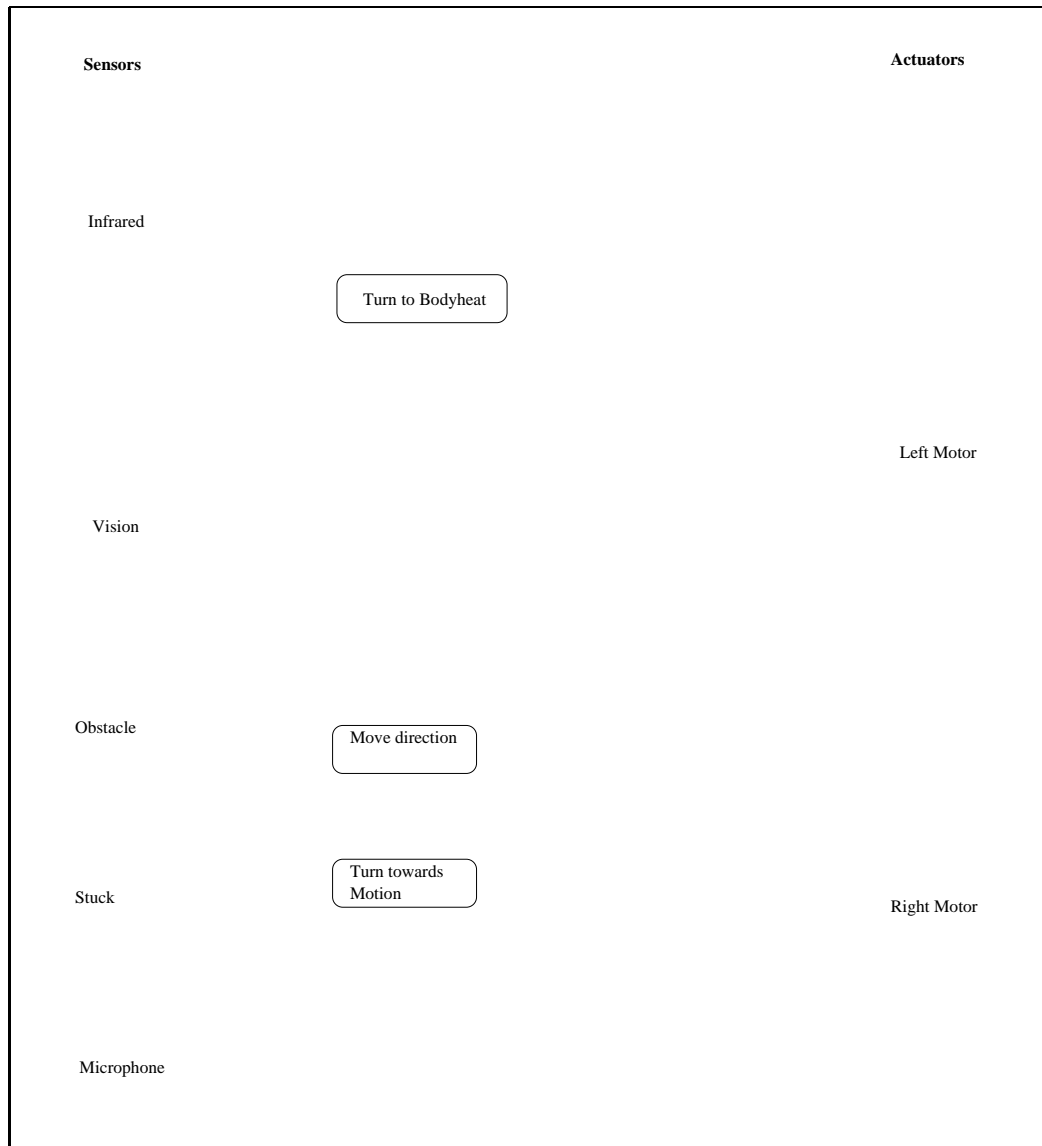 Sensors
Actuators
Infrared
Turn to Bodyheat
Left Motor
Vision
Obstacle
Move direction
Turn towards
Motion
Stuck
Right Motor
Microphone